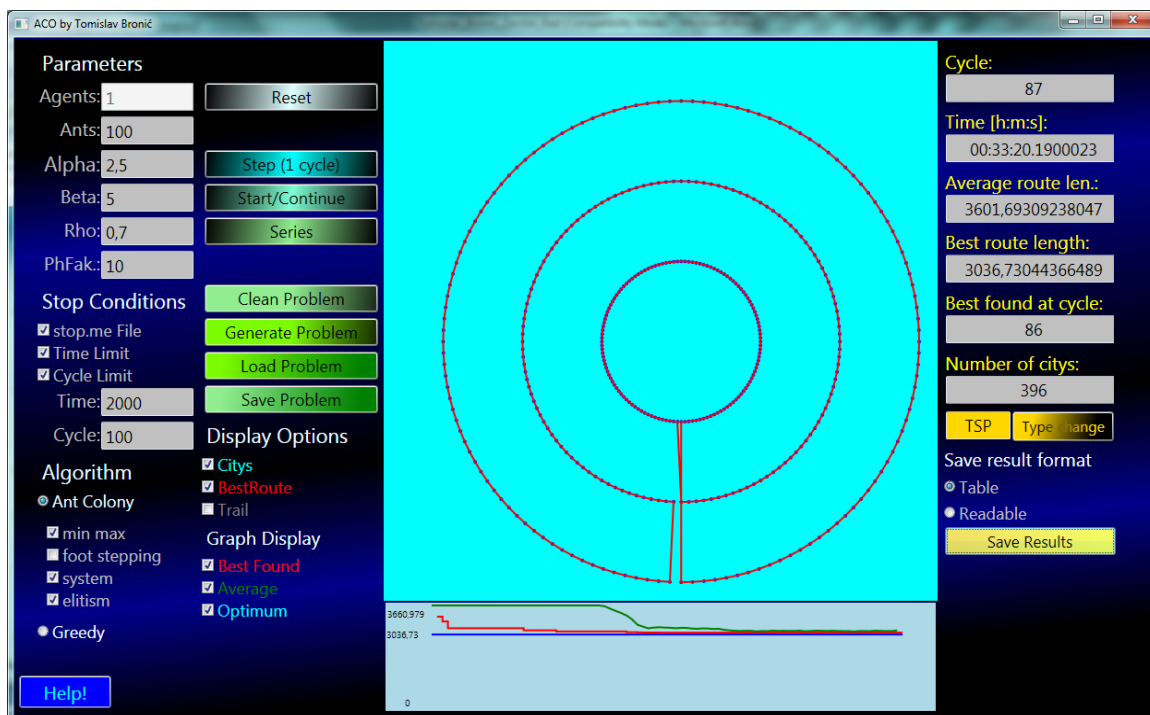 ACO by Tomislav Bronić
Parameters
Agents: 1
Ants: 100
Alpha: 2,5
Beta: 5
Rho: 0,7
PhFak.: 10
Stop Conditions
stop.me File
Time Limit
Cycle Limit
Time: 2000
Cycle: 100
Algorithm
Ant Colony
min max
foot stepping
system
elitism
Greedy
Help!
Reset
Step (1 cycle)
Start/Continue
Series
Clean Problem
Generate Problem
Load Problem
Save Problem
Display Options
Citys
BestRoute
Trail
Graph Display
Best Found
Average
Optimum
3660,979
3036,73
0
Cycle:
87
Time [h:m:s]:
00:33:20.1900023
Average route len.:
3601,69309238047
Best route length:
3036,73044366489
Best found at cycle:
86
Number of citys:
396
TSP Type change
Save result format
Table
Readable
Save Results